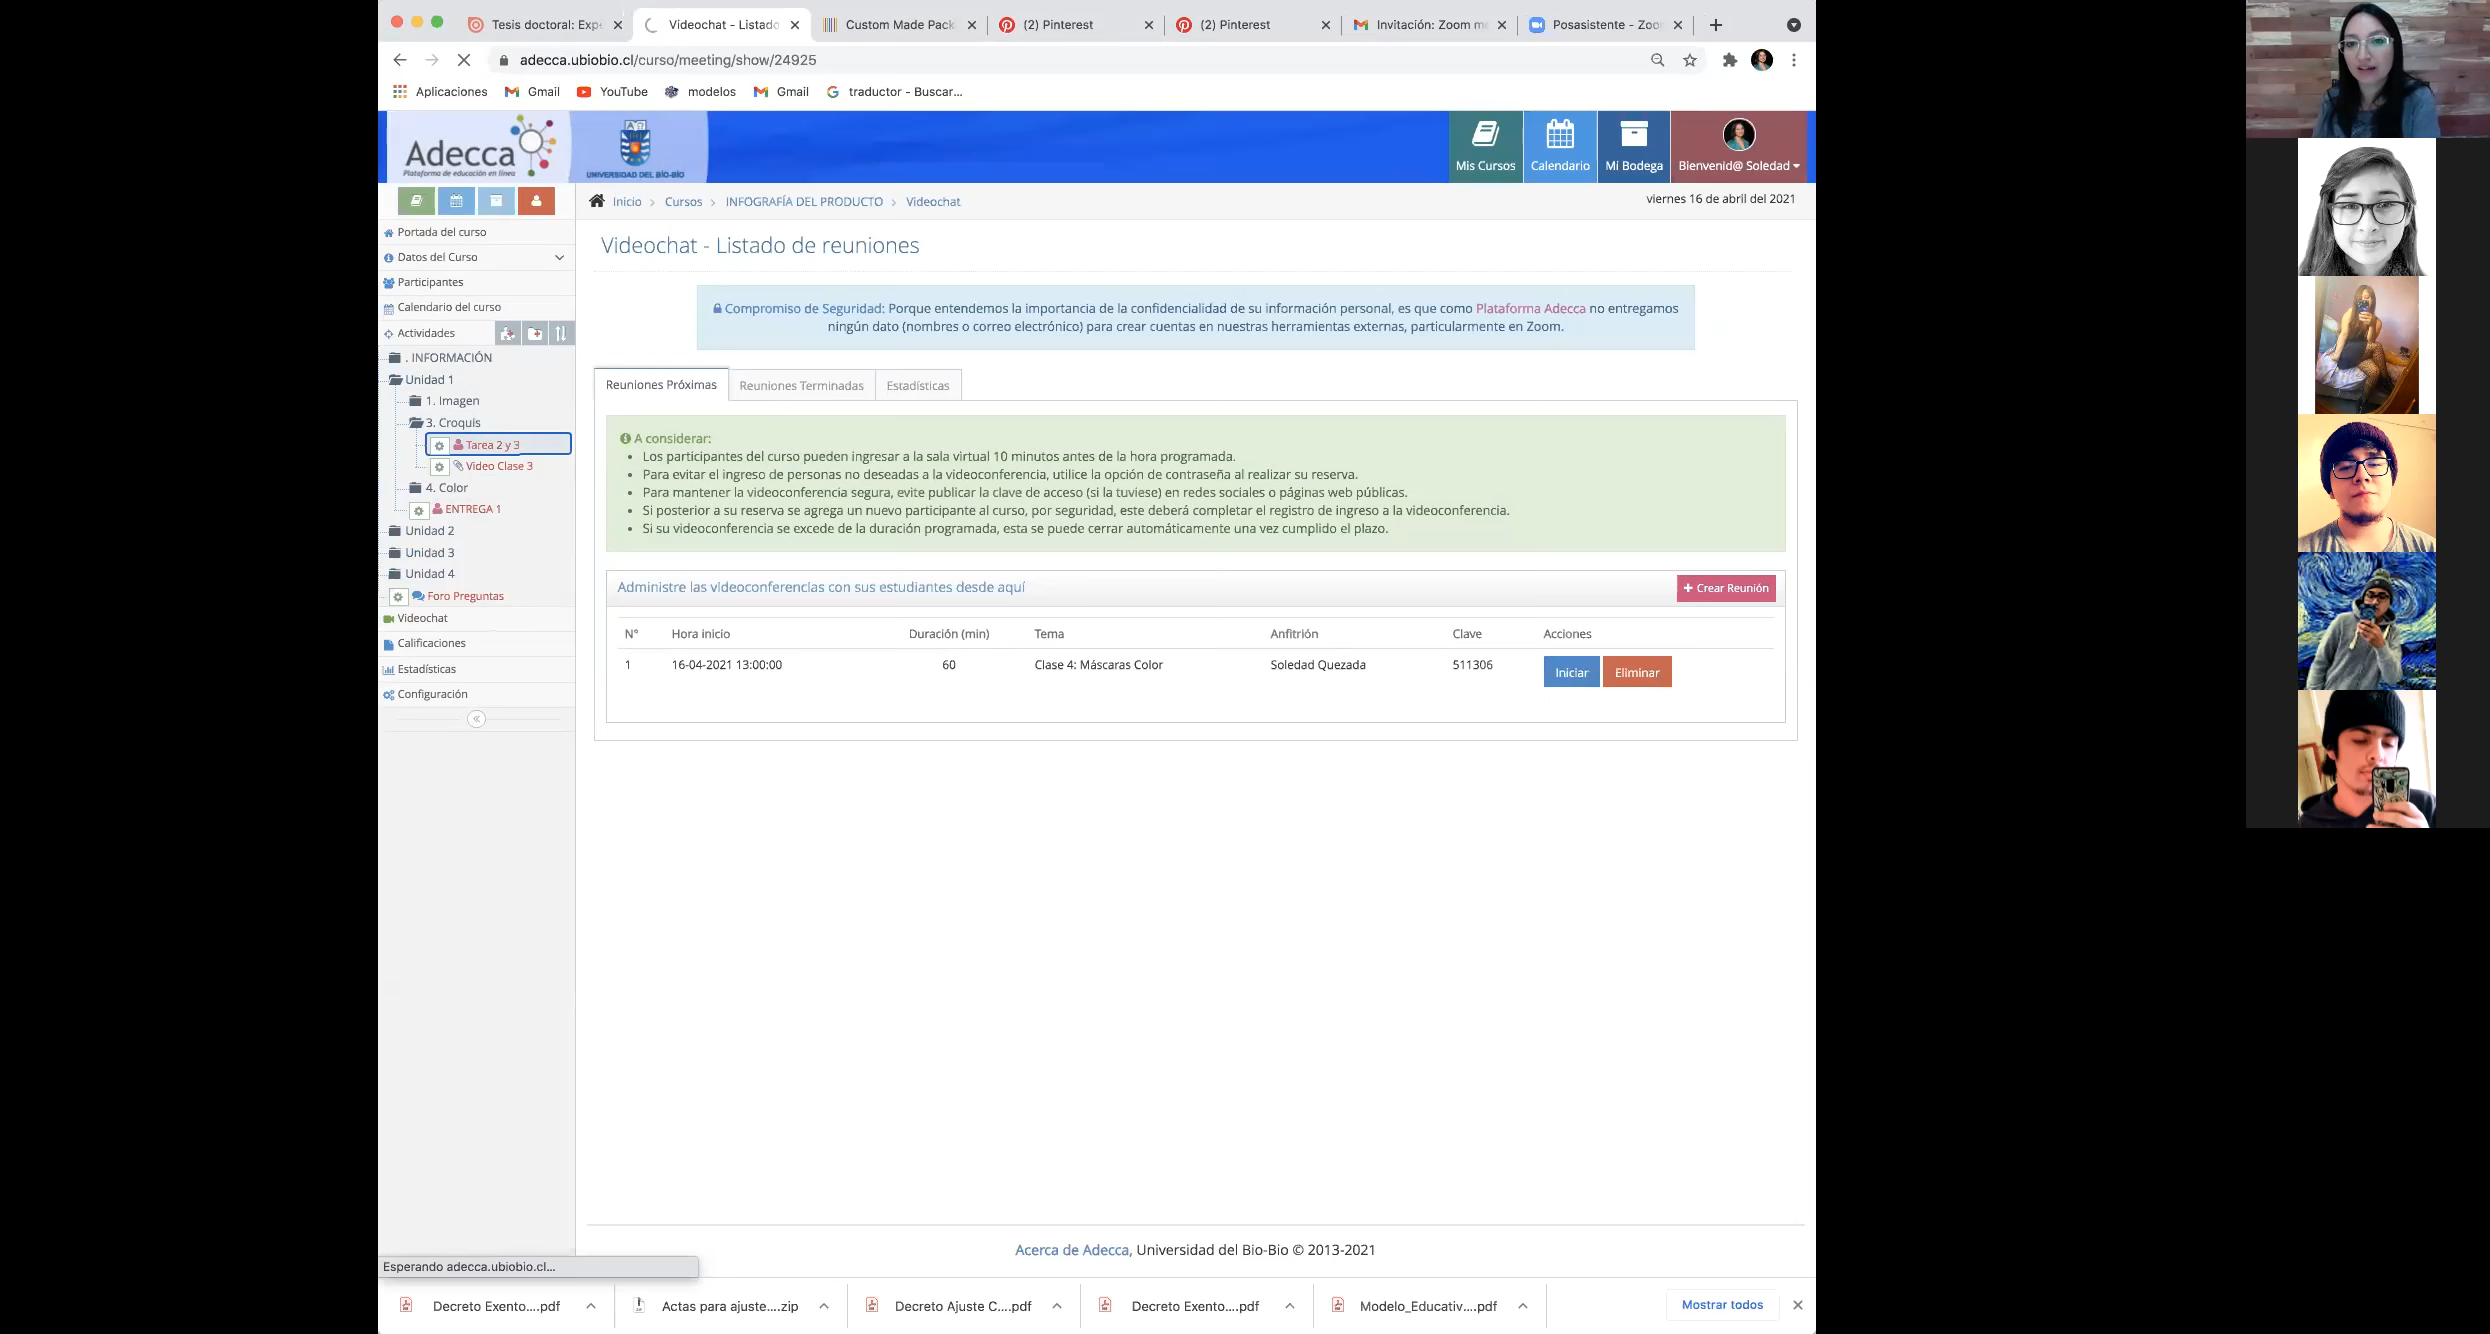 Tesis doctoral: Exp
Videochat - Listado
Custom Made Pack
(2) Pinterest
(2) Pinterest
Invitación: Zoom m
Posasistente - Zoo
adecca.ubiobio.cl/curso/meeting/show/24925
Aplicaciones
Gmail
YouTube
modelos
Gmail
traductor - Buscar...
Adecca
Plataforma de educación en línea
UNIVERSIDAD DEL BÍO-BÍO
Mis Cursos
Calendario
Mi Bodega
Bienvenid@ Soledad
Inicio > Cursos > INFOGRAFÍA DEL PRODUCTO > Videochat
viernes 16 de abril del 2021
Portada del curso
Datos del Curso
Participantes
Calendario del curso
Actividades
. INFORMACIÓN
Unidad 1
1. Imagen
3. Croquis
Tarea 2 y 3
Video Clase 3
4. Color
ENTREGA 1
Unidad 2
Unidad 3
Unidad 4
Foro Preguntas
Videochat
Calificaciones
Estadísticas
Configuración
Videochat - Listado de reuniones
Compromiso de Seguridad: Porque entendemos la importancia de la confidencialidad de su información personal, es que como Plataforma Adecca no entregamos
ningún dato (nombres o correo electrónico) para crear cuentas en nuestras herramientas externas, particularmente en Zoom.
Reuniones Próximas
Reuniones Terminadas
Estadísticas
A considerar:
• Los participantes del curso pueden ingresar a la sala virtual 10 minutos antes de la hora programada.
• Para evitar el ingreso de personas no deseadas a la videoconferencia, utilice la opción de contraseña al realizar su reserva.
• Para mantener la videoconferencia segura, evite publicar la clave de acceso (si la tuviese) en redes sociales o páginas web públicas.
• Si posterior a su reserva se agrega un nuevo participante al curso, por seguridad, este deberá completar el registro de ingreso a la videoconferencia.
• Si su videoconferencia se excede de la duración programada, esta se puede cerrar automáticamente una vez cumplido el plazo.
Administre las videoconferencias con sus estudiantes desde aquí
+ Crear Reunión
N° Hora inicio Duración (min) Tema Anfitrión Clave Acciones
1 16-04-2021 13:00:00 60 Clase 4: Máscaras Color Soledad Quezada 511306 Iniciar Eliminar
Acerca de Adecca, Universidad del Bio-Bio © 2013-2021
Esperando adecca.ubiobio.cl...
Decreto Exento....pdf
Actas para ajuste....zip
Decreto Ajuste C....pdf
Decreto Exento....pdf
Modelo_Educativ....pdf
Mostrar todos